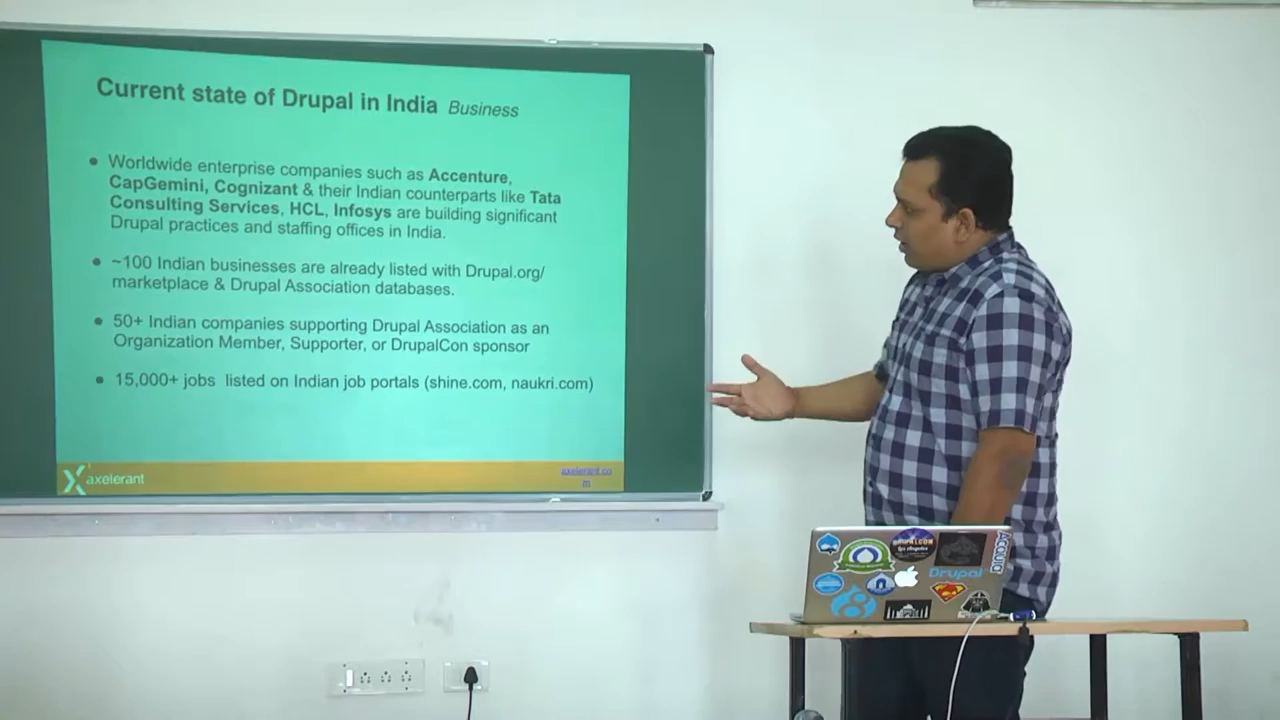 Current state of Drupal in India Business
• Worldwide enterprise companies such as Accenture,
CapGemini, Cognizant & their Indian counterparts like Tata
Consulting Services, HCL, Infosys are building significant
Drupal practices and staffing offices in India.
• ~100 Indian businesses are already listed with Drupal.org/
marketplace & Drupal Association databases.
• 50+ Indian companies supporting Drupal Association as an
Organization Member, Supporter, or DrupalCon sponsor
• 15,000+ jobs listed on Indian job portals (shine.com, naukri.com)
axelerant
axelerant.co
m
DRUPALCON
Los Angeles
ACQUIA
Drupal